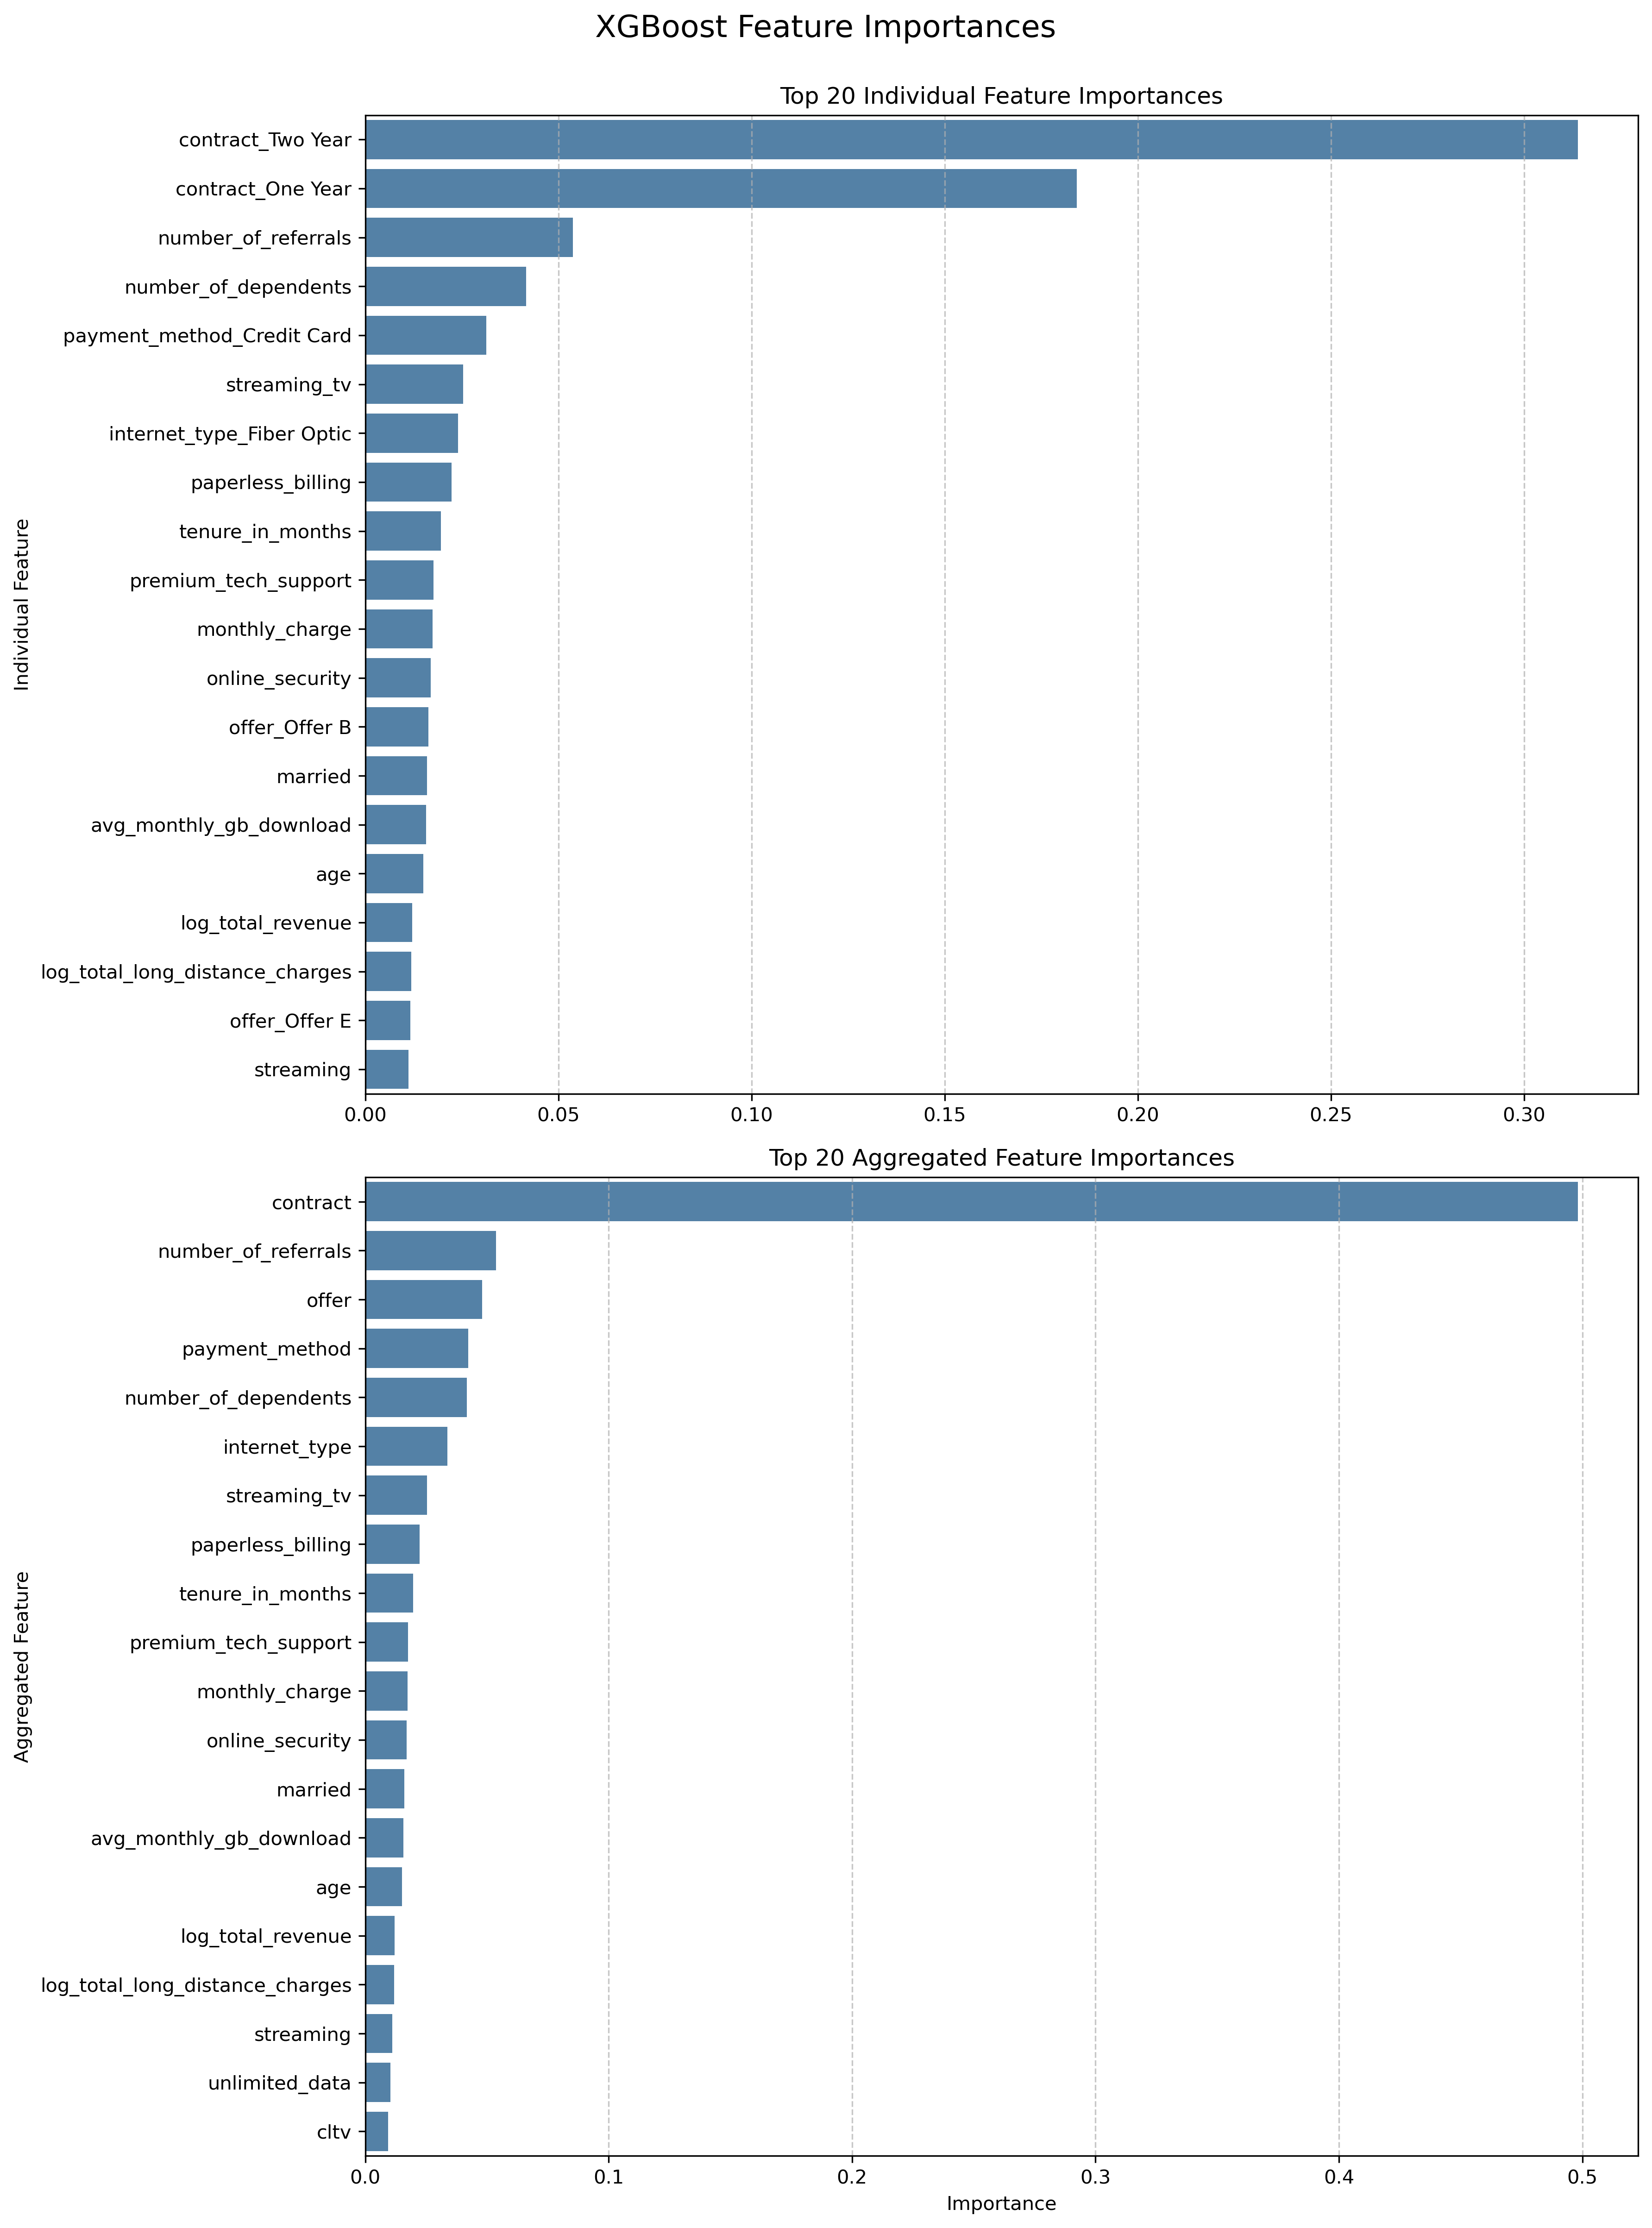 XGBoost Feature Importances
Top 20 Individual Feature Importances
Individual Feature
contract_Two Year
contract_One Year
number_of_referrals
number_of_dependents
payment_method_Credit Card
streaming_tv
internet_type_Fiber Optic
paperless_billing
tenure_in_months
premium_tech_support
monthly_charge
online_security
offer_Offer B
married
avg_monthly_gb_download
age
log_total_revenue
log_total_long_distance_charges
offer_Offer E
streaming
0.00 0.05 0.10 0.15 0.20 0.25 0.30
Top 20 Aggregated Feature Importances
Aggregated Feature
contract
number_of_referrals
offer
payment_method
number_of_dependents
internet_type
streaming_tv
paperless_billing
tenure_in_months
premium_tech_support
monthly_charge
online_security
married
avg_monthly_gb_download
age
log_total_revenue
log_total_long_distance_charges
streaming
unlimited_data
cltv
0.0 0.1 0.2 0.3 0.4 0.5
Importance